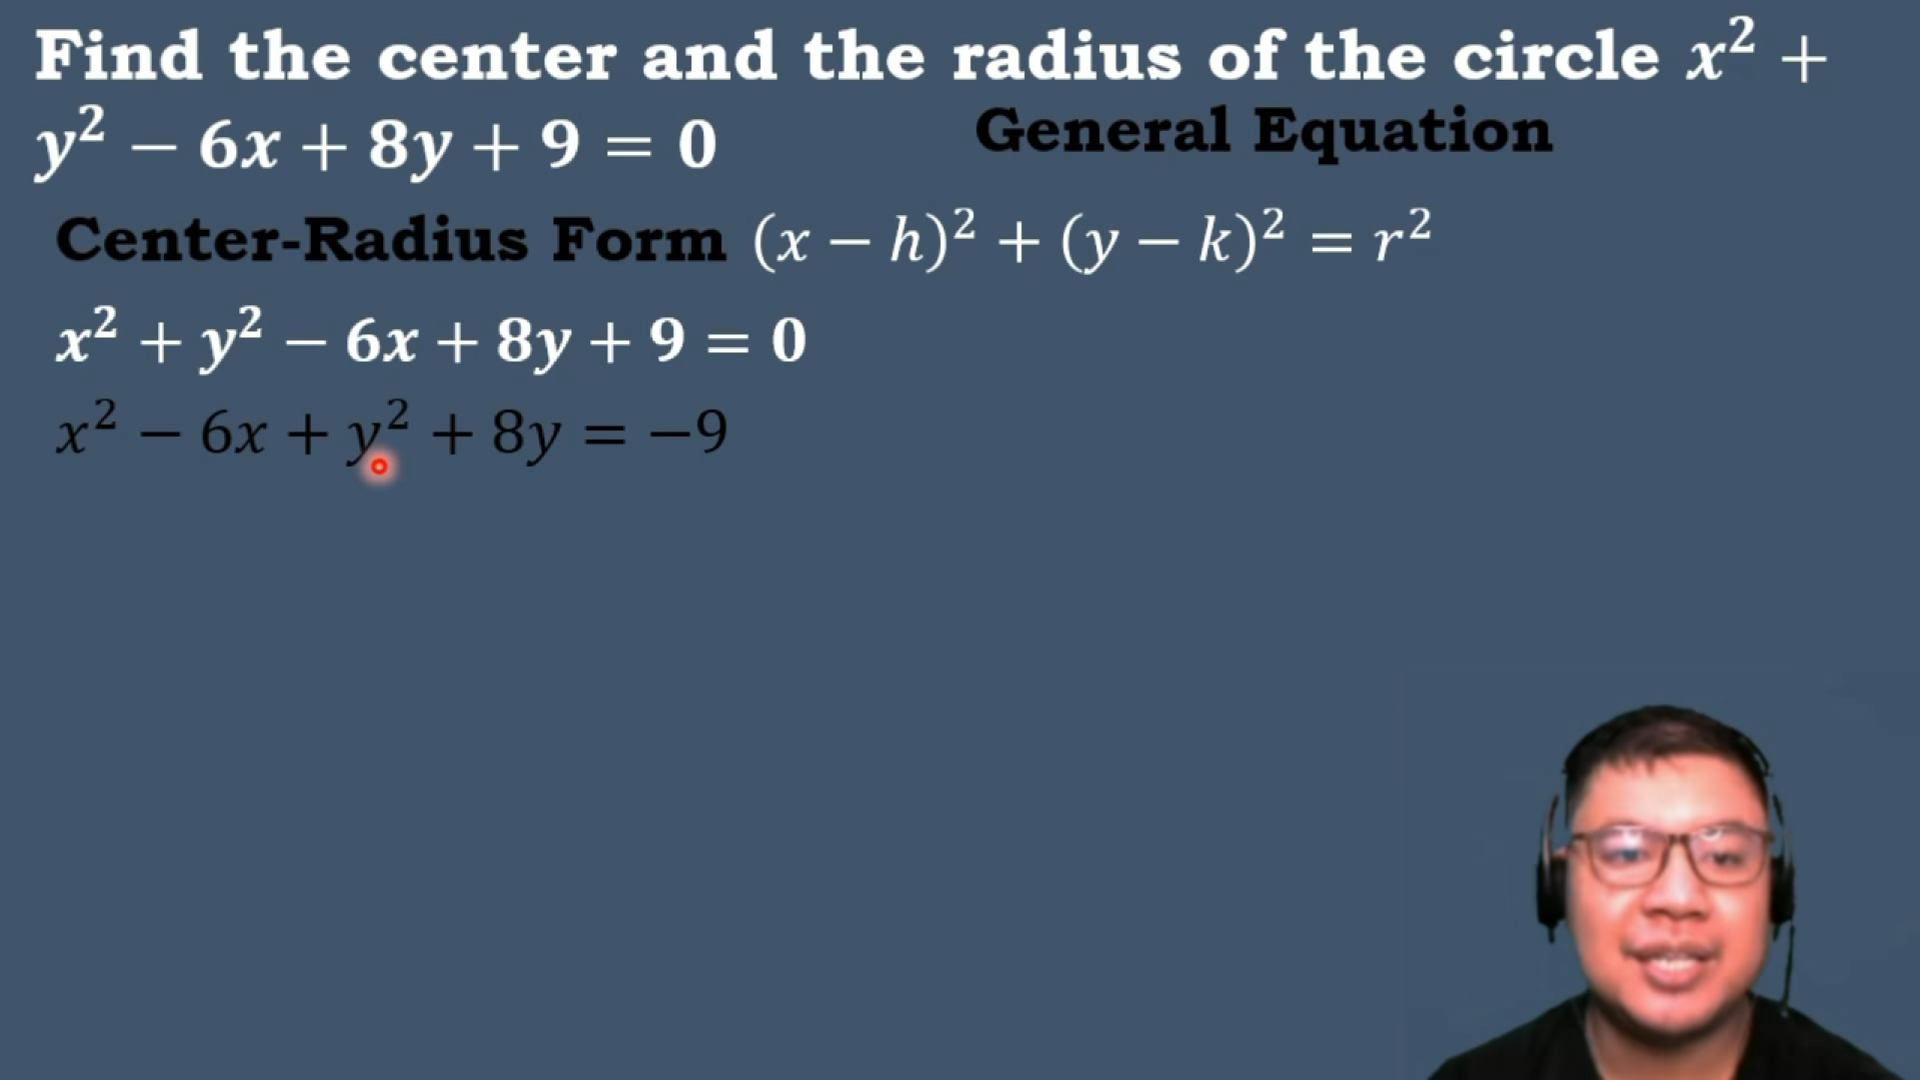 Find the center and the radius of the circle x² +
y² − 6x + 8y + 9 = 0
General Equation
Center-Radius Form (x − h)² + (y − k)² = r²
x² + y² − 6x + 8y + 9 = 0
x² − 6x + y² + 8y = −9